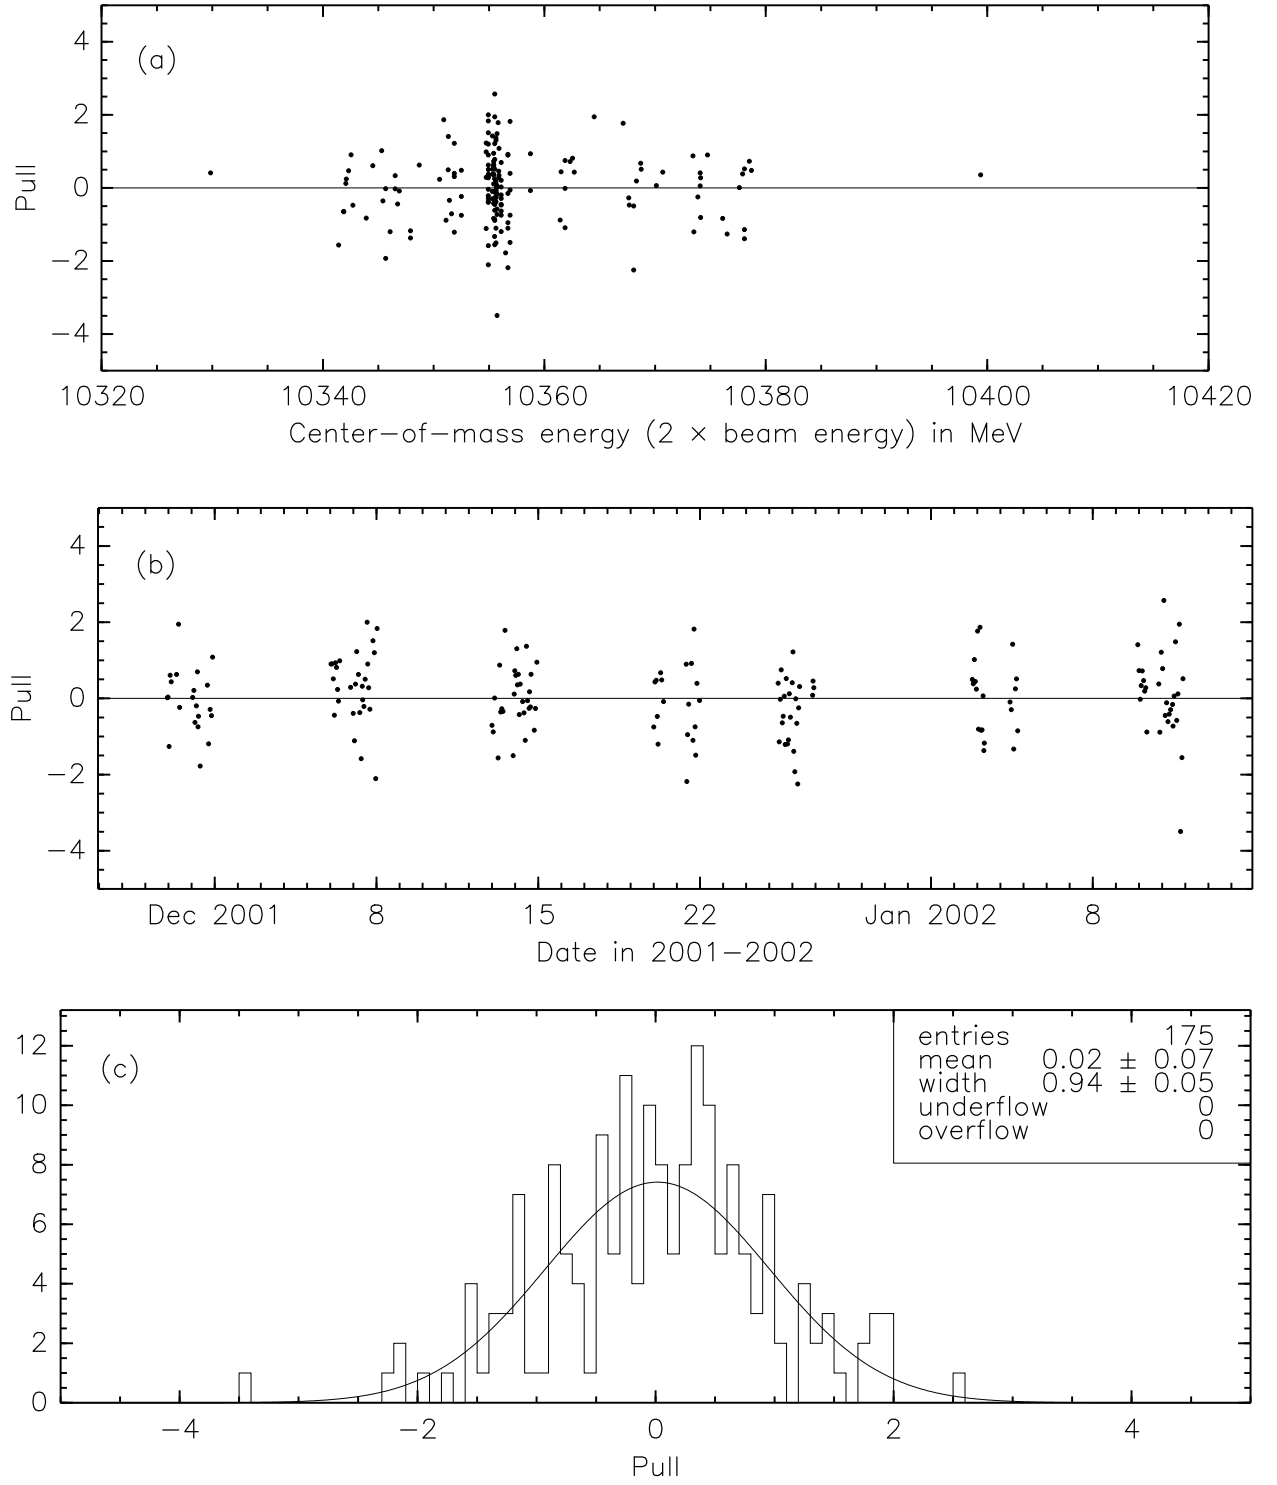 (a)
Pull
4
2
0
−2
−4
10320 10340 10360 10380 10400 10420
Center−of−mass energy (2 × beam energy) in MeV
(b)
Pull
4
2
0
−2
−4
Dec 2001 8 15 22 Jan 2002 8
Date in 2001−2002
(c)
entries 175
mean 0.02 ± 0.07
width 0.94 ± 0.05
underflow 0
overflow 0
12
10
8
6
4
2
0
−4 −2 0 2 4
Pull